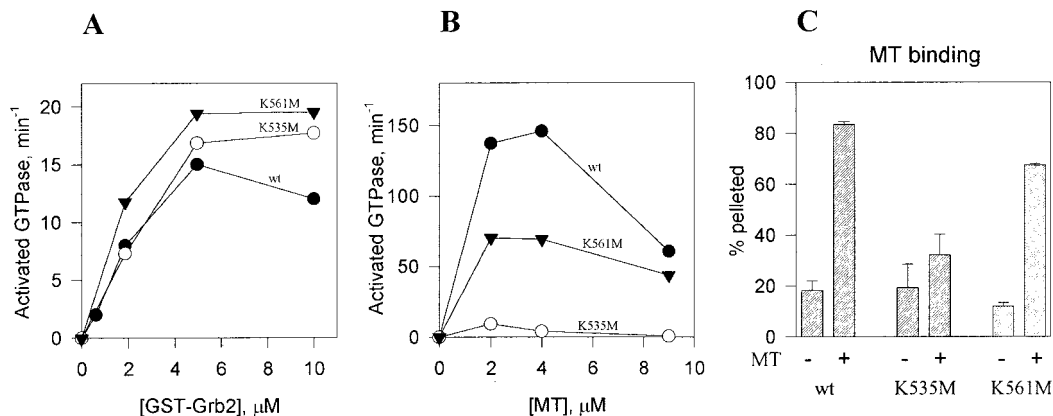 A
Activated GTPase, min-1
20
15
10
5
0
K561M
K535M
wt
0 2 4 6 8 10
[GST-Grb2], μM
B
Activated GTPase, min-1
150
100
50
0
wt
K561M
K535M
0 2 4 6 8 10
[MT], μM
C
MT binding
% pelleted
100
80
60
40
20
0
MT - + - + - +
wt K535M K561M